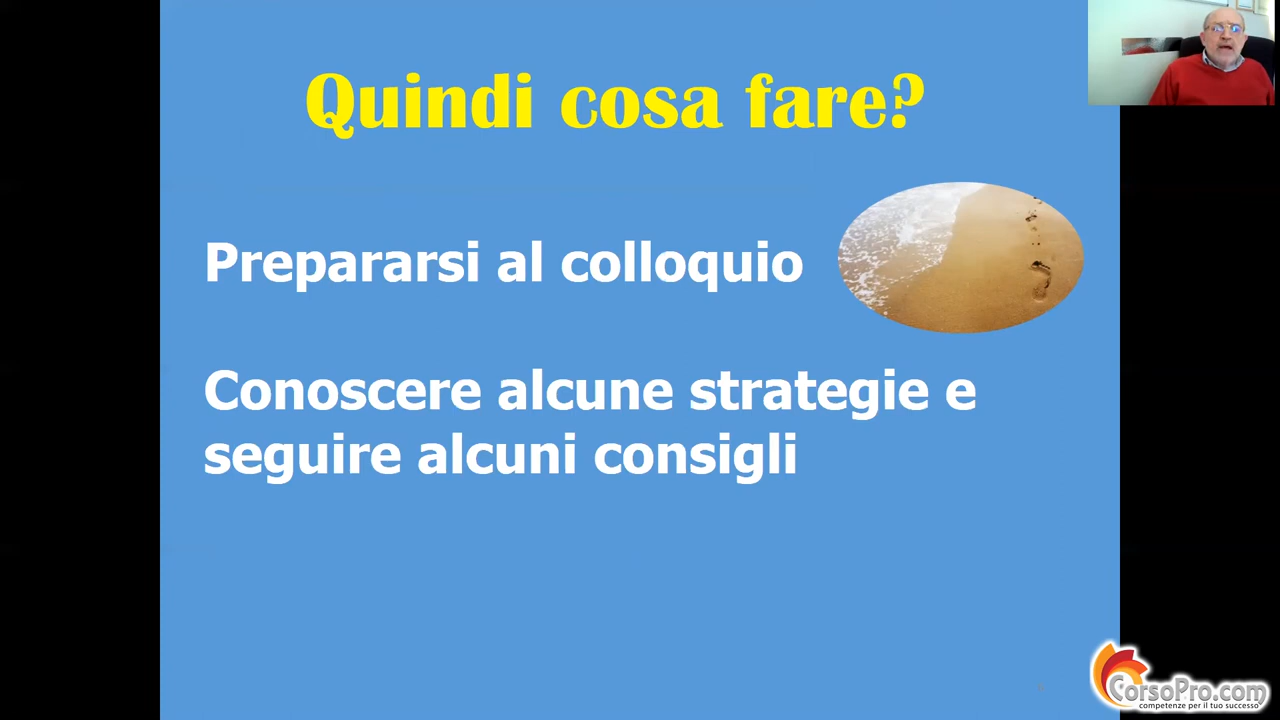 Quindi cosa fare?
Prepararsi al colloquio
Conoscere alcune strategie e
seguire alcuni consigli
CorsoPro.com
competenze per il tuo successo